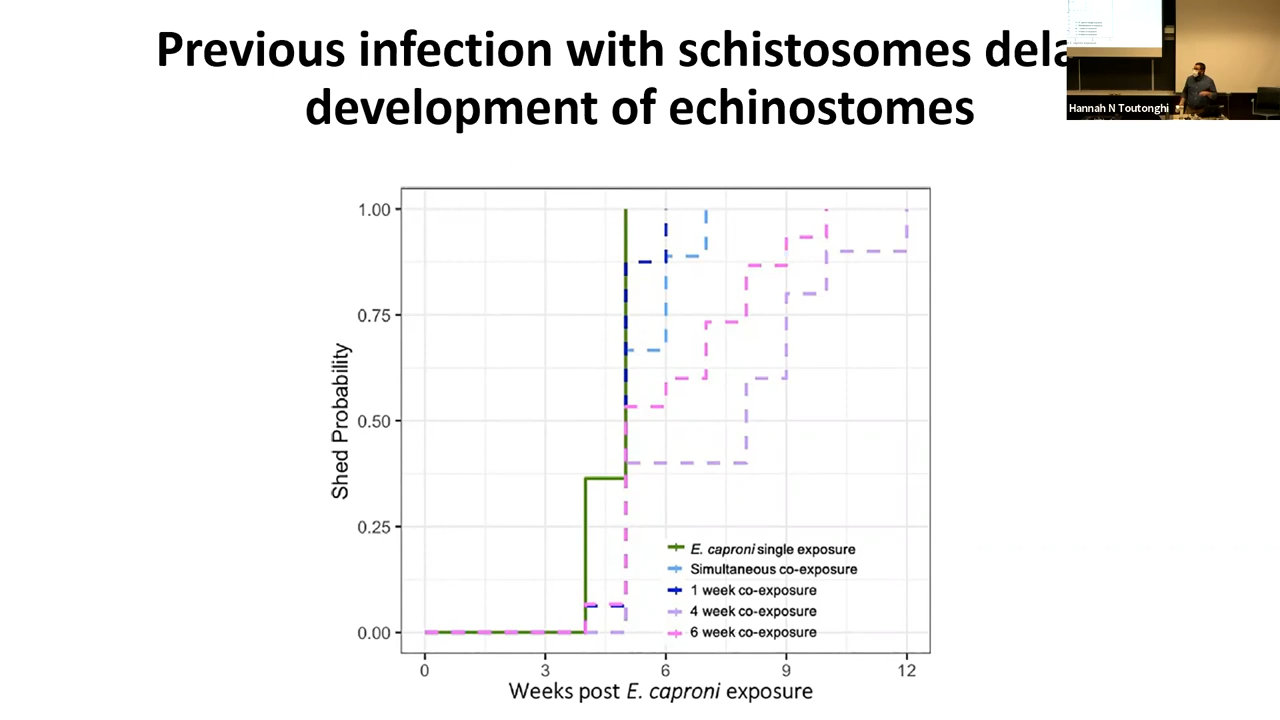 Previous infection with schistosomes dela
development of echinostomes
Hannah N Toutonghi
1.00
0.75
0.50
0.25
0.00
Shed Probability
E. caproni single exposure
Simultaneous co-exposure
1 week co-exposure
4 week co-exposure
6 week co-exposure
0 3 6 9 12
Weeks post E. caproni exposure